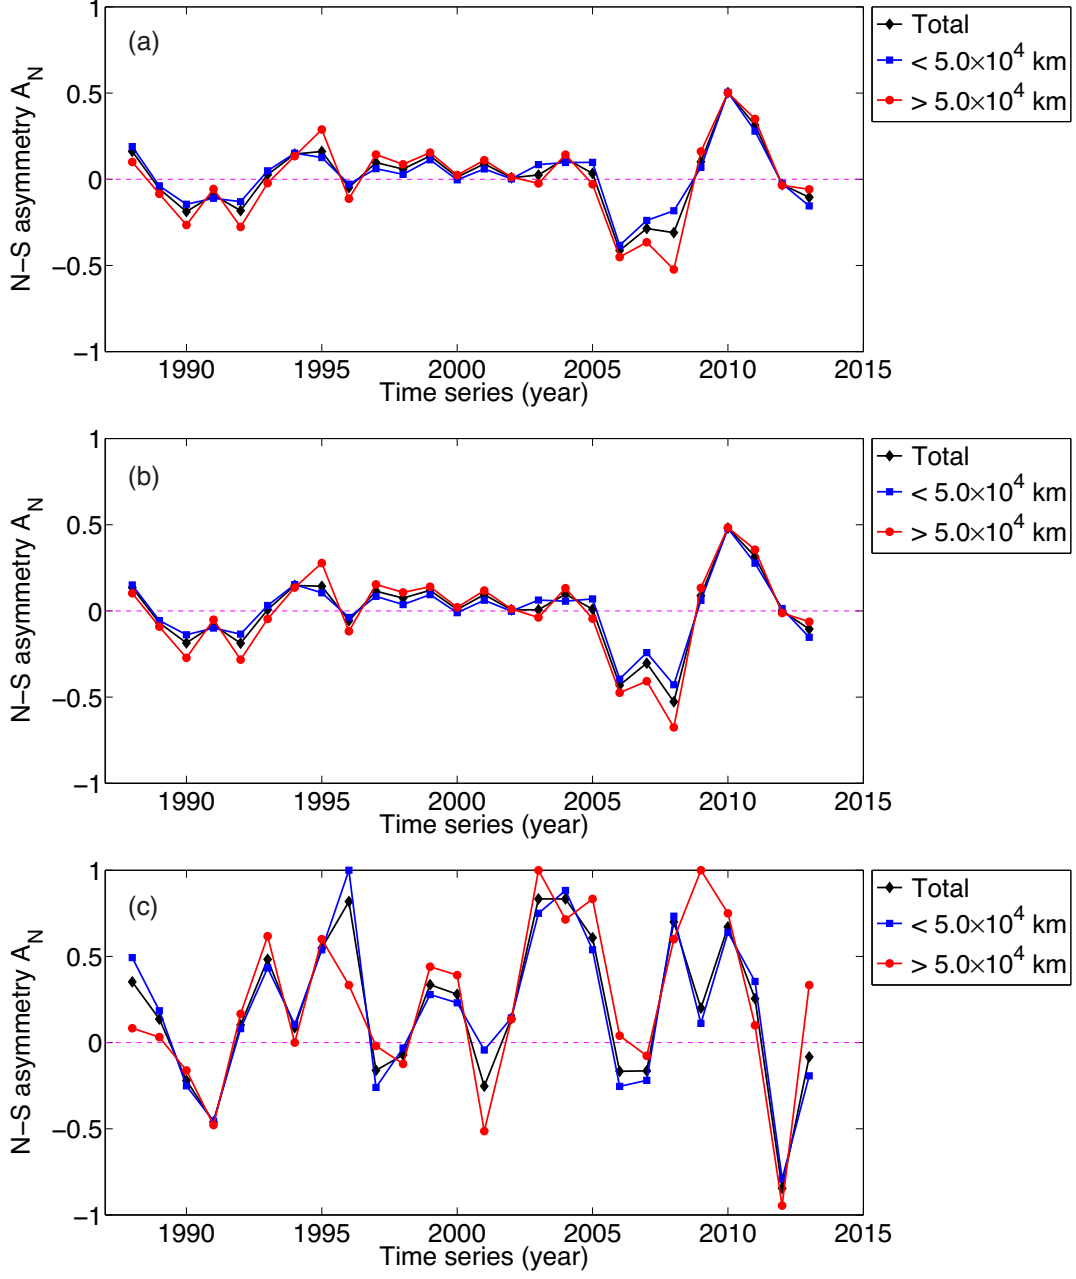 (a)
1
0.5
0
−0.5
−1
N−S asymmetry A_N
1990 1995 2000 2005 2010 2015
Time series (year)
Total
< 5.0×10^4 km
> 5.0×10^4 km
(b)
1
0.5
0
−0.5
−1
N−S asymmetry A_N
1990 1995 2000 2005 2010 2015
Time series (year)
Total
< 5.0×10^4 km
> 5.0×10^4 km
(c)
1
0.5
0
−0.5
−1
N−S asymmetry A_N
1990 1995 2000 2005 2010 2015
Time series (year)
Total
< 5.0×10^4 km
> 5.0×10^4 km